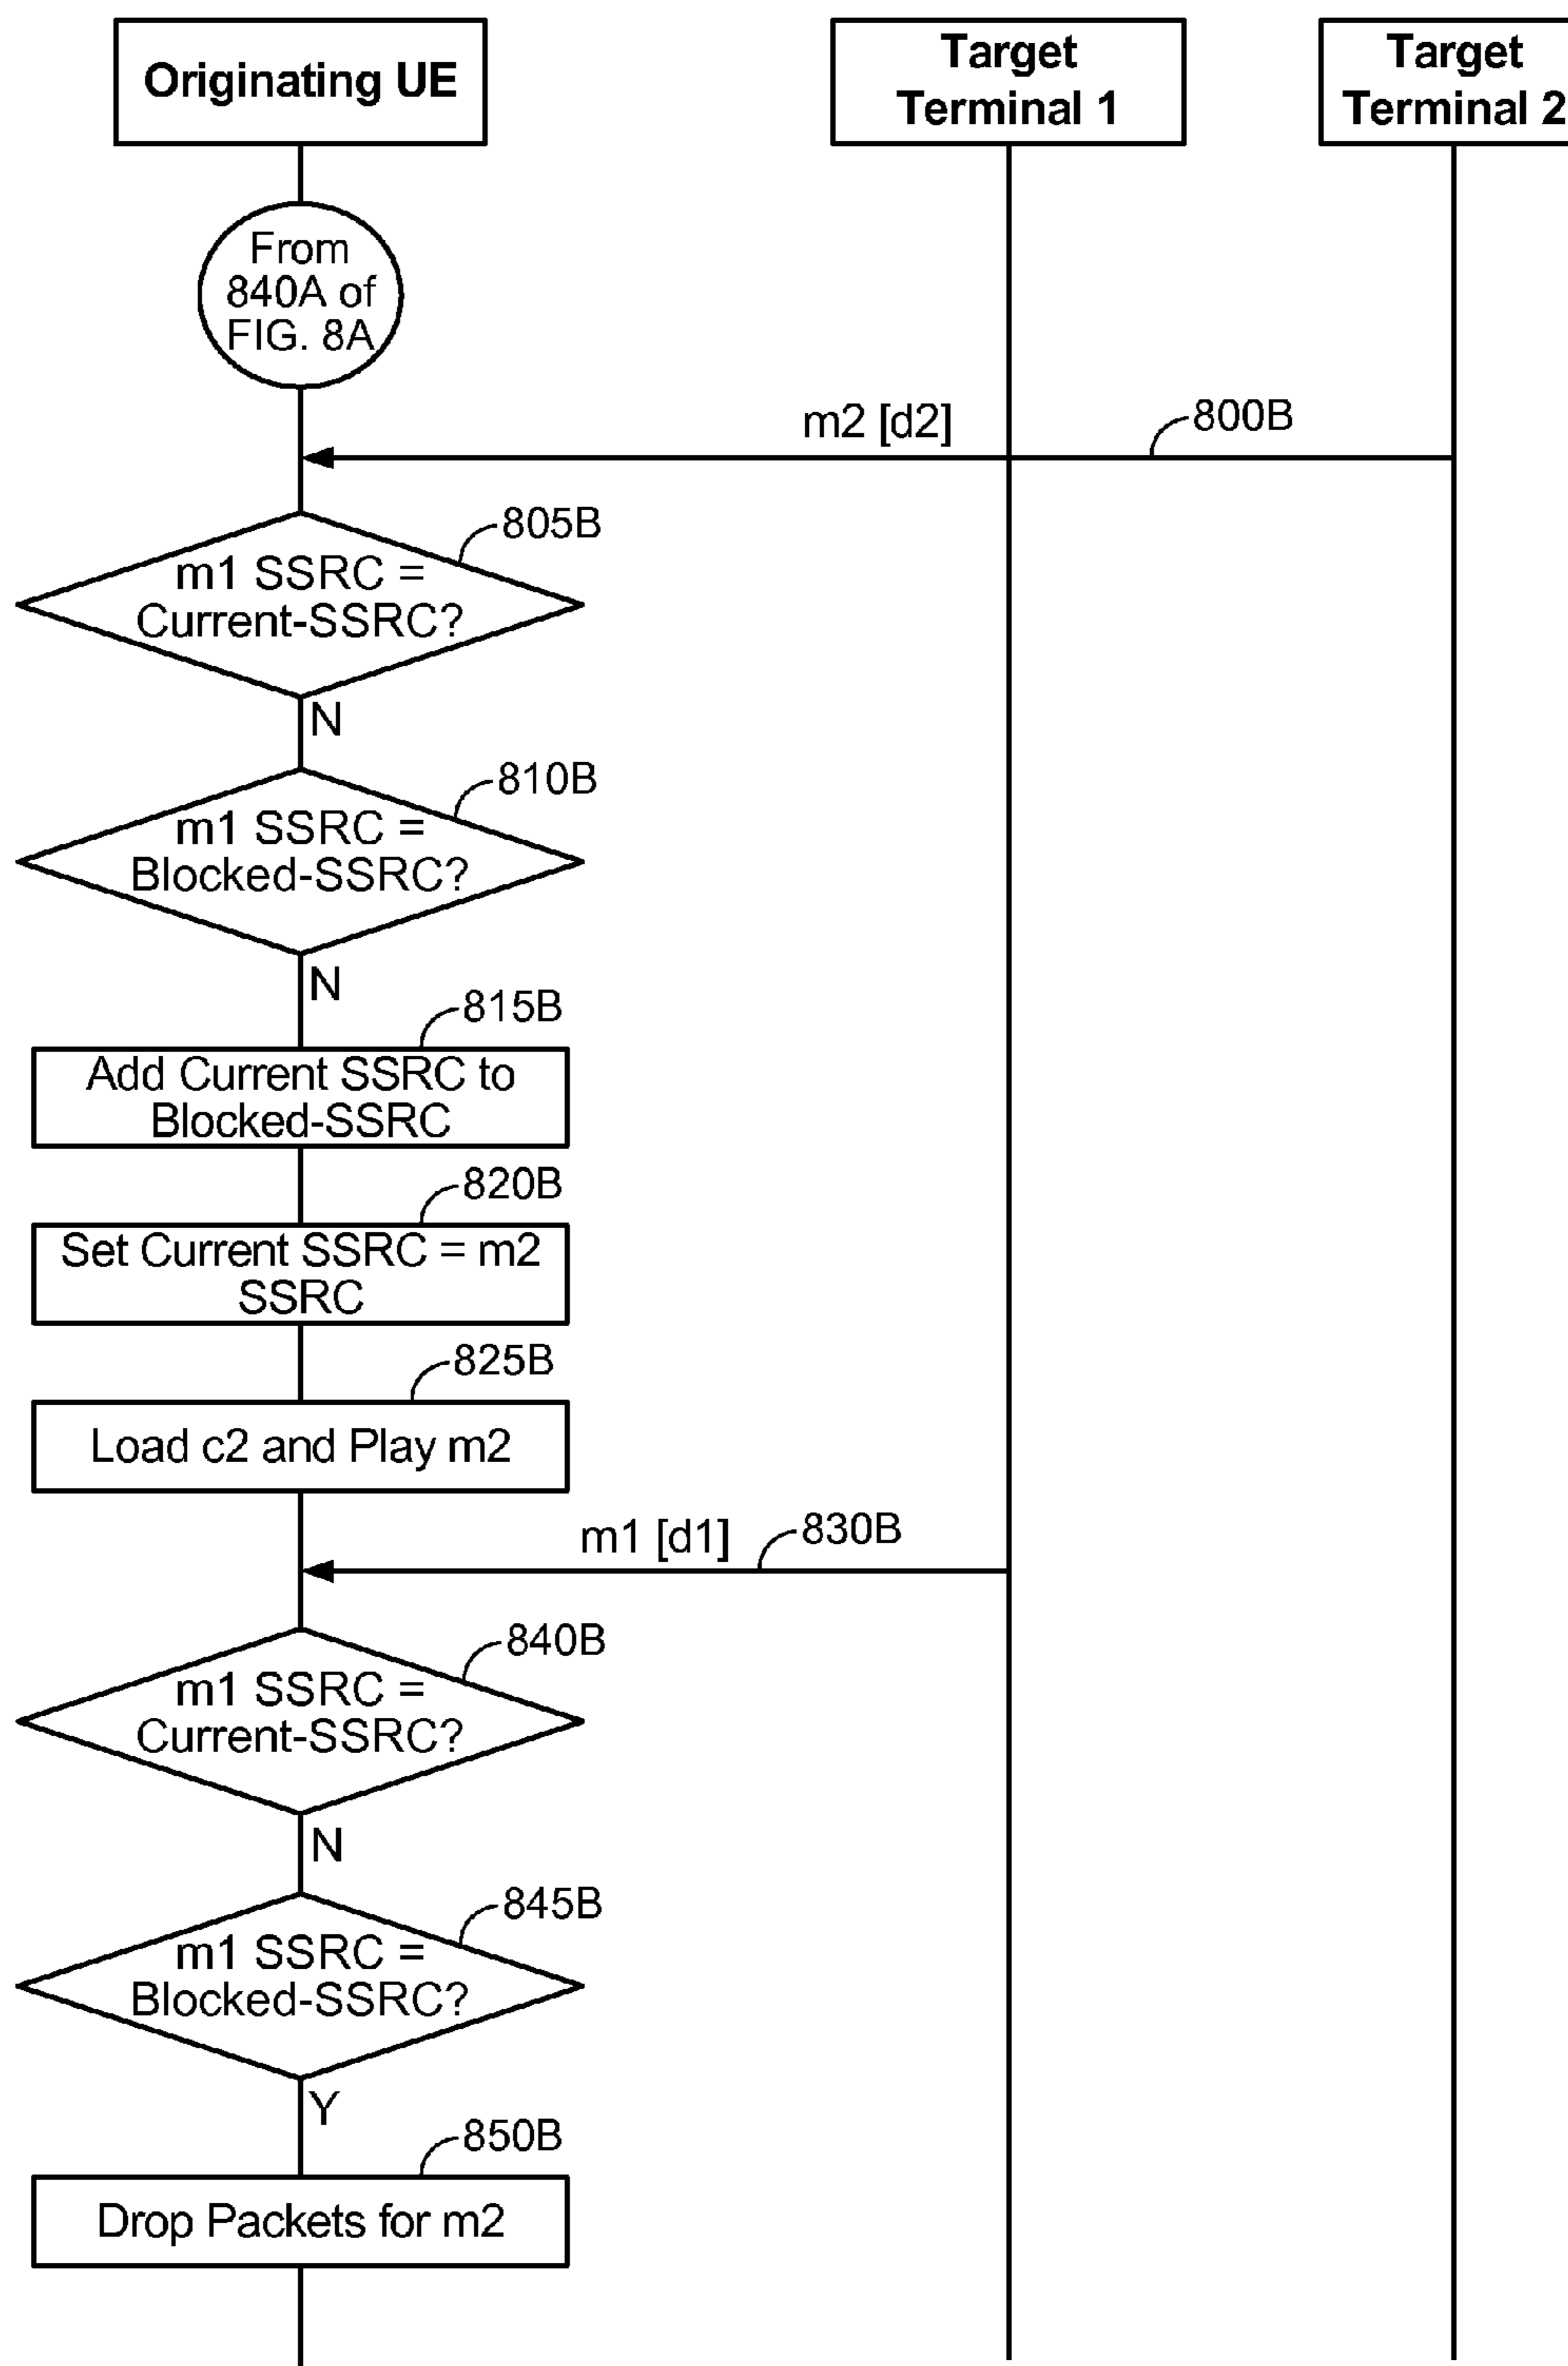 Originating UE
Target
Terminal 1
Target
Terminal 2
From
840A of
FIG. 8A
m2 [d2]
800B
805B
m1 SSRC =
Current-SSRC?
N
810B
m1 SSRC =
Blocked-SSRC?
N
815B
Add Current SSRC to
Blocked-SSRC
820B
Set Current SSRC = m2
SSRC
825B
Load c2 and Play m2
m1 [d1]
830B
840B
m1 SSRC =
Current-SSRC?
N
845B
m1 SSRC =
Blocked-SSRC?
Y
850B
Drop Packets for m2